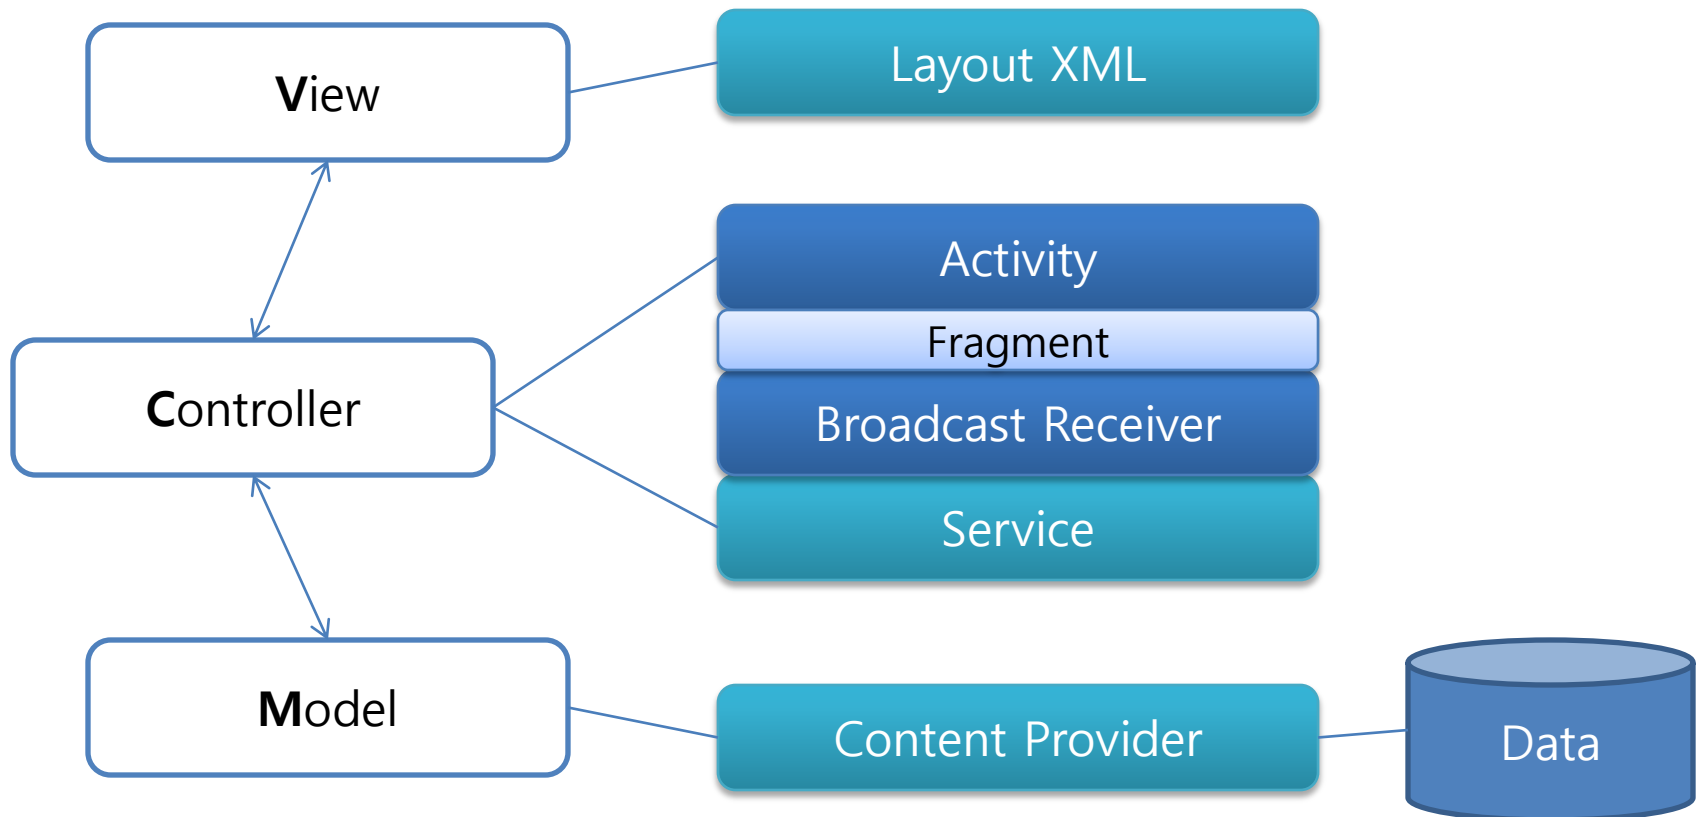 View
Layout XML
Activity
Fragment
Controller
Broadcast Receiver
Service
Model
Content Provider
Data